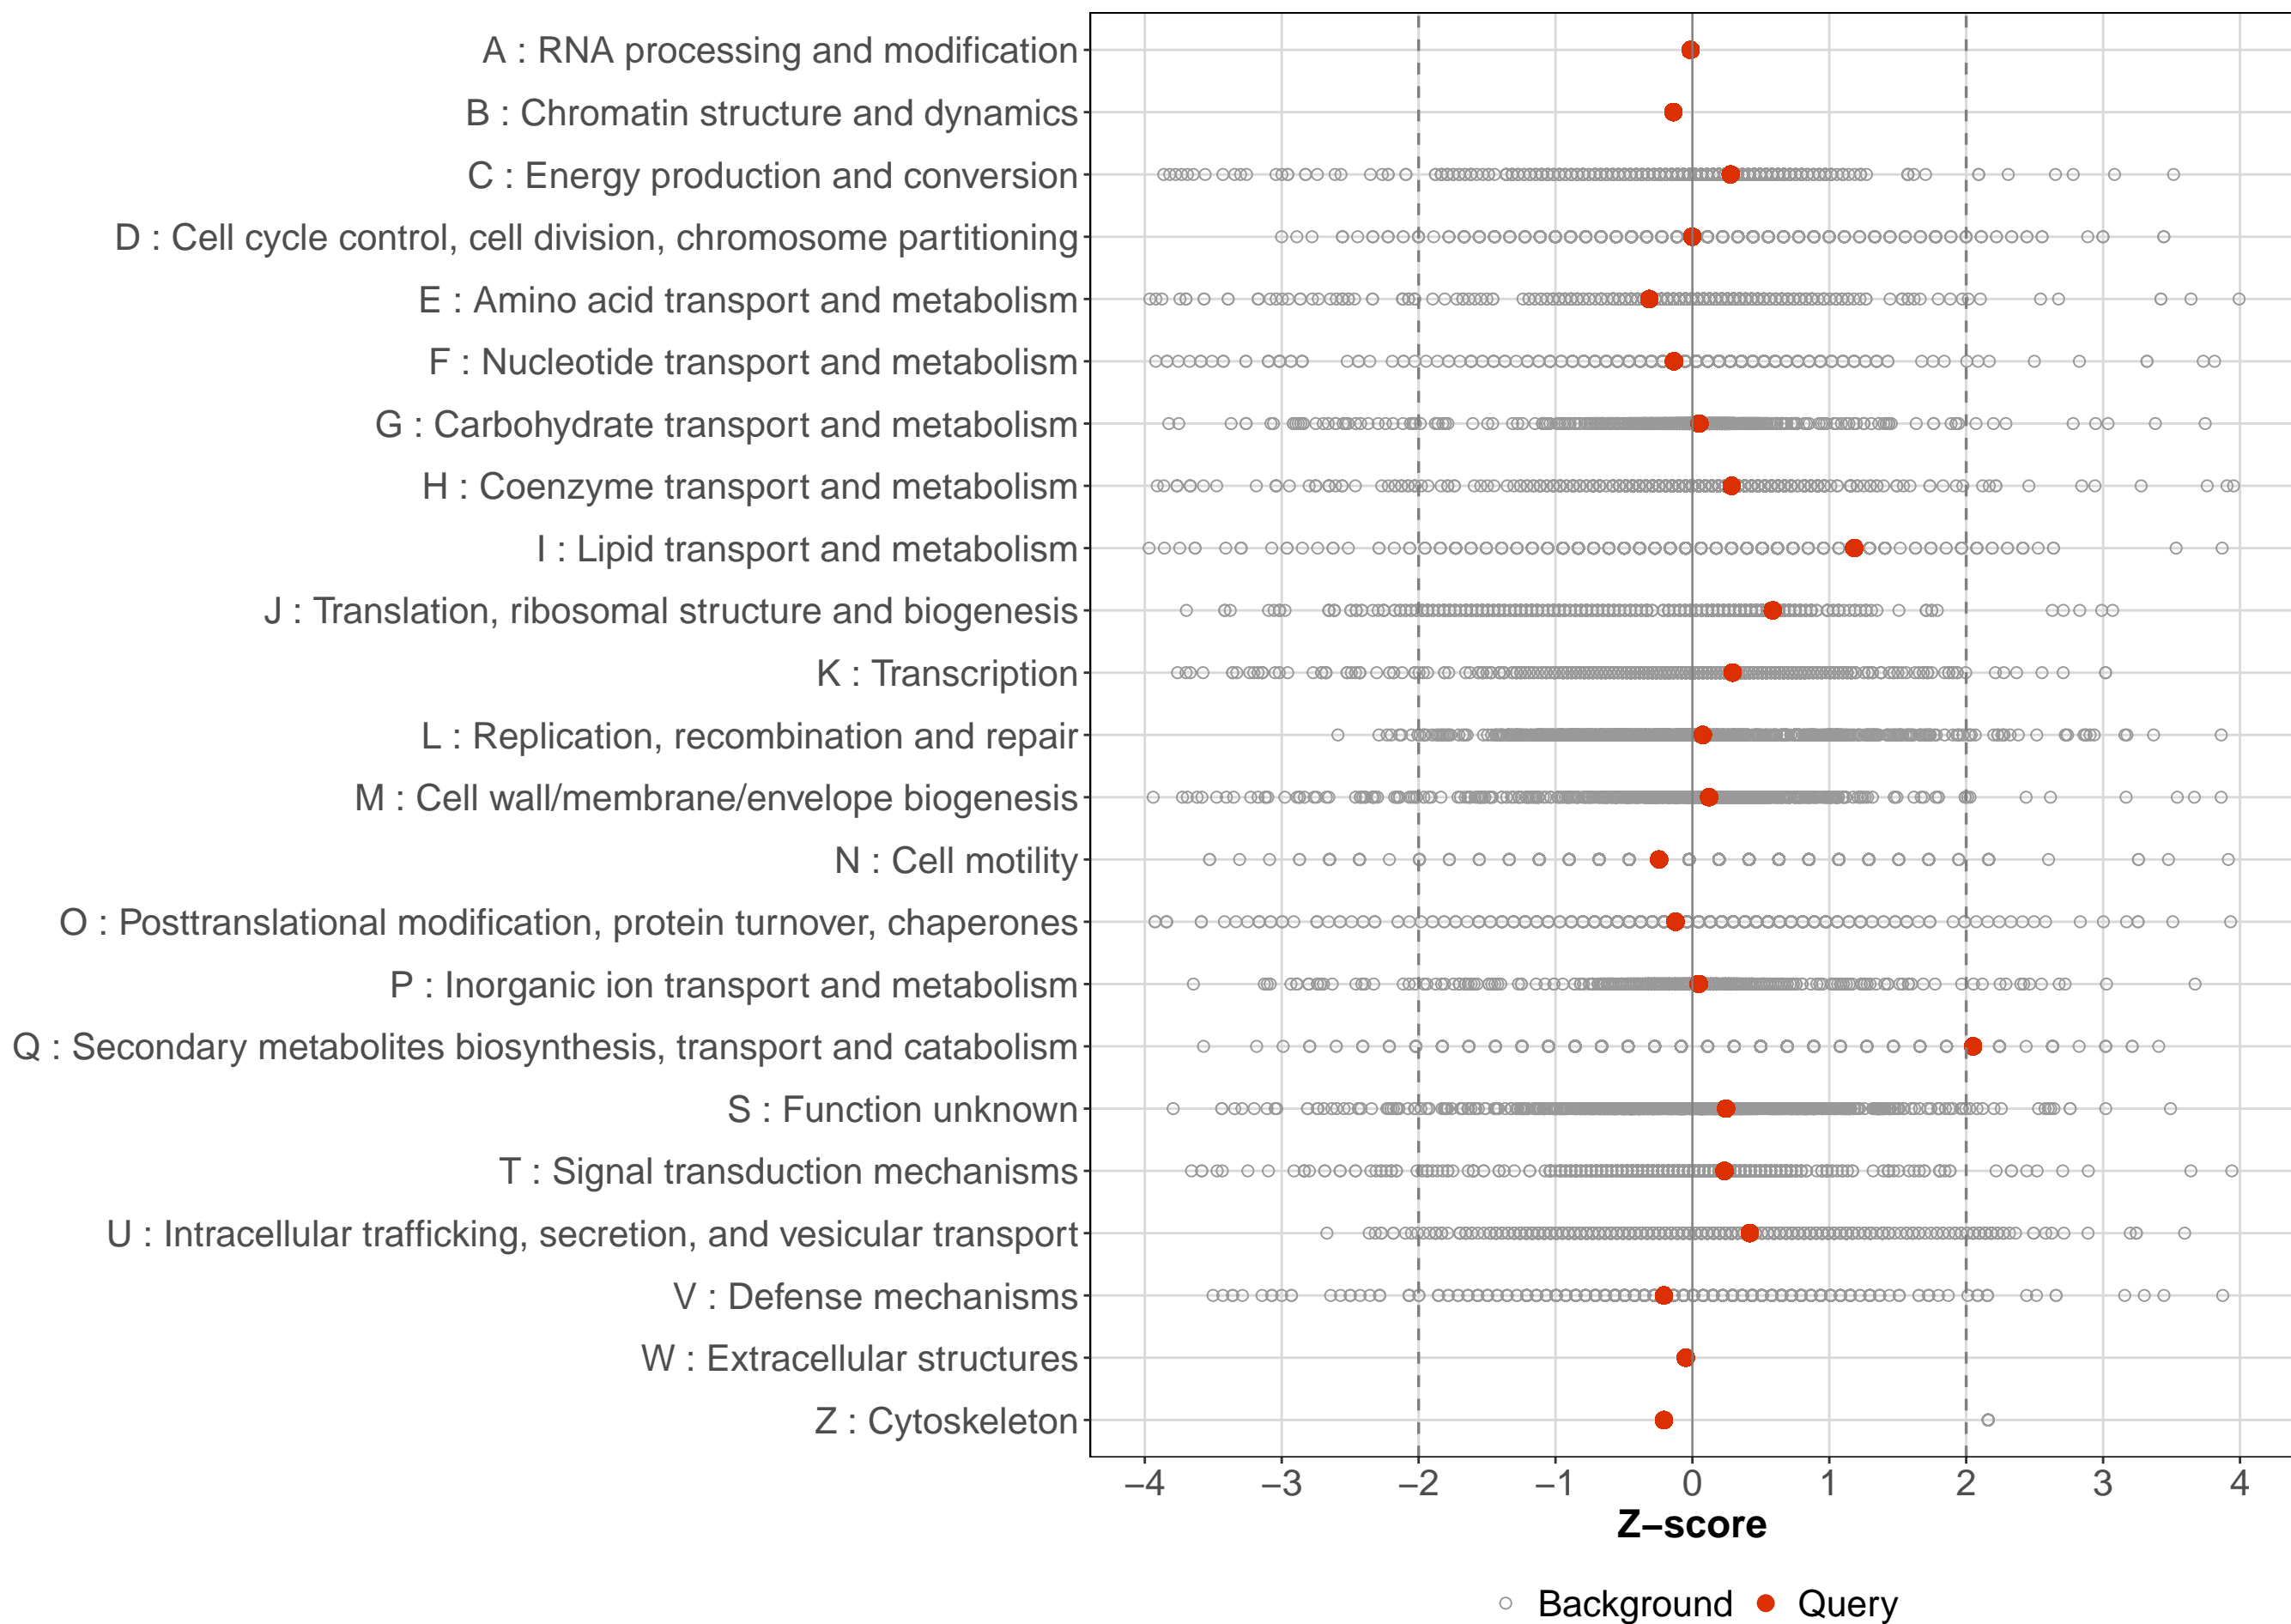 A : RNA processing and modification
B : Chromatin structure and dynamics
C : Energy production and conversion
D : Cell cycle control, cell division, chromosome partitioning
E : Amino acid transport and metabolism
F : Nucleotide transport and metabolism
G : Carbohydrate transport and metabolism
H : Coenzyme transport and metabolism
I : Lipid transport and metabolism
J : Translation, ribosomal structure and biogenesis
K : Transcription
L : Replication, recombination and repair
M : Cell wall/membrane/envelope biogenesis
N : Cell motility
O : Posttranslational modification, protein turnover, chaperones
P : Inorganic ion transport and metabolism
Q : Secondary metabolites biosynthesis, transport and catabolism
S : Function unknown
T : Signal transduction mechanisms
U : Intracellular trafficking, secretion, and vesicular transport
V : Defense mechanisms
W : Extracellular structures
Z : Cytoskeleton
−4 −3 −2 −1 0 1 2 3 4
Z−score
Background Query